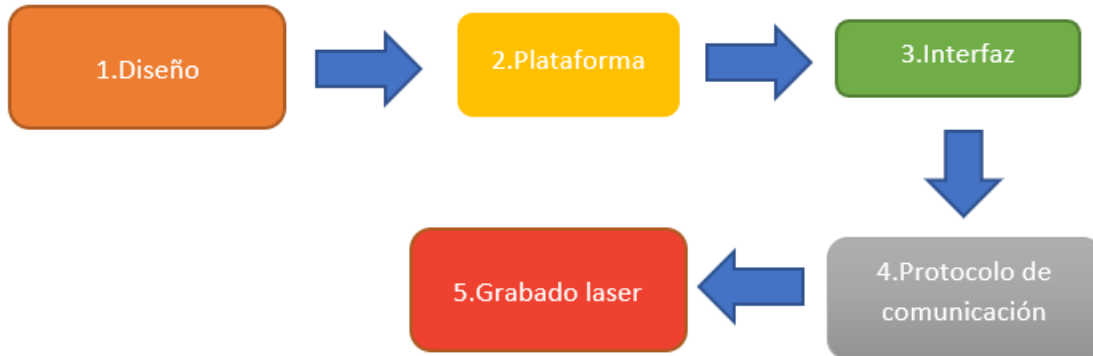 1.Diseño
2.Plataforma
3.Interfaz
4.Protocolo de
comunicación
5.Grabado laser